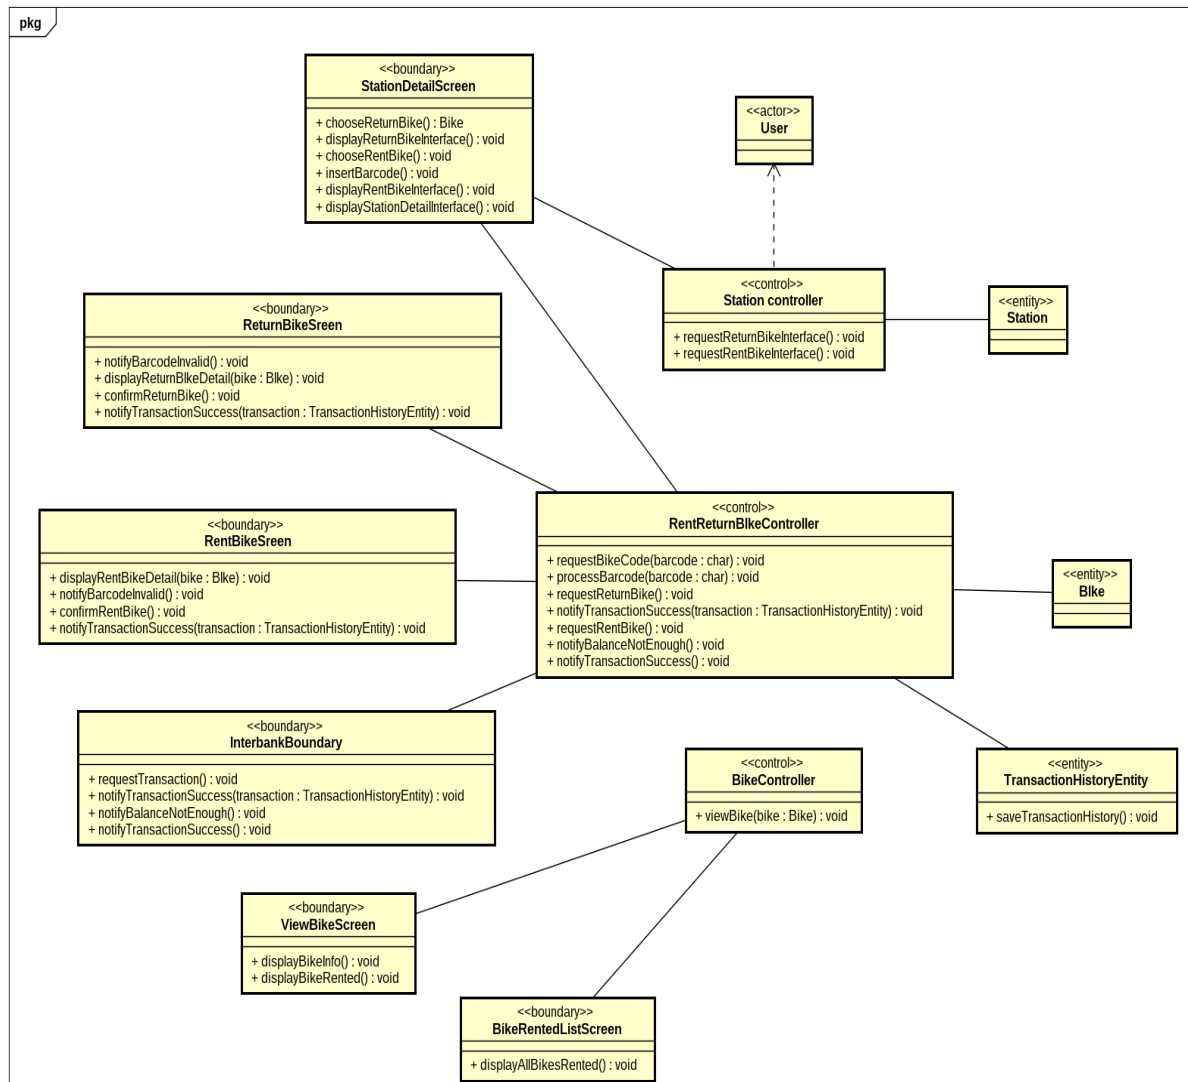 pkg
<<boundary>>
StationDetailScreen
+ chooseReturnBike() : Bike
+ displayReturnBikeInterface() : void
+ chooseRentBike() : void
+ insertBarcode() : void
+ displayRentBikeInterface() : void
+ displayStationDetailInterface() : void
<<actor>>
User
<<control>>
Station controller
+ requestReturnBikeInterface() : void
+ requestRentBikeInterface() : void
<<entity>>
Station
<<boundary>>
ReturnBikeSreen
+ notifyBarcodeInvalid() : void
+ displayReturnBIkeDetail(bike : BIke) : void
+ confirmReturnBike() : void
+ notifyTransactionSuccess(transaction : TransactionHistoryEntity) : void
<<control>>
RentReturnBIkeController
+ requestBikeCode(barcode : char) : void
+ processBarcode(barcode : char) : void
+ requestReturnBike() : void
+ notifyTransactionSuccess(transaction : TransactionHistoryEntity) : void
+ requestRentBike() : void
+ notifyBalanceNotEnough() : void
+ notifyTransactionSuccess() : void
<<boundary>>
RentBikeSreen
+ displayRentBikeDetail(bike : BIke) : void
+ notifyBarcodeInvalid() : void
+ confirmRentBike() : void
+ notifyTransactionSuccess(transaction : TransactionHistoryEntity) : void
<<entity>>
BIke
<<boundary>>
InterbankBoundary
+ requestTransaction() : void
+ notifyTransactionSuccess(transaction : TransactionHistoryEntity) : void
+ notifyBalanceNotEnough() : void
+ notifyTransactionSuccess() : void
<<control>>
BikeController
+ viewBike(bike : Bike) : void
<<entity>>
TransactionHistoryEntity
+ saveTransactionHistory() : void
<<boundary>>
ViewBikeScreen
+ displayBikeInfo() : void
+ displayBikeRented() : void
<<boundary>>
BikeRentedListScreen
+ displayAllBikesRented() : void